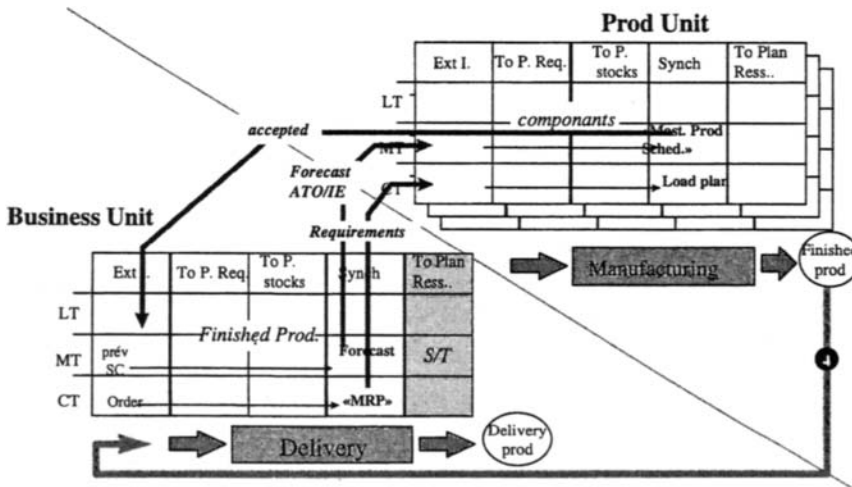 Prod Unit
Ext I. To P. Req. To P. stocks Synch To Plan Ress..
LT
componants
accepted
Mast. Prod Sched.»
MT
Forecast ATO/IE
CT
Load plan
Business Unit
Requirements
Finished prod
Manufacturing
Ext I. To P. Req. To P. stocks Synch To Plan Ress..
LT
Finished Prod.
MT
prév SC
Forecast
S/T
CT
Order
«MRP»
Delivery
Delivery prod